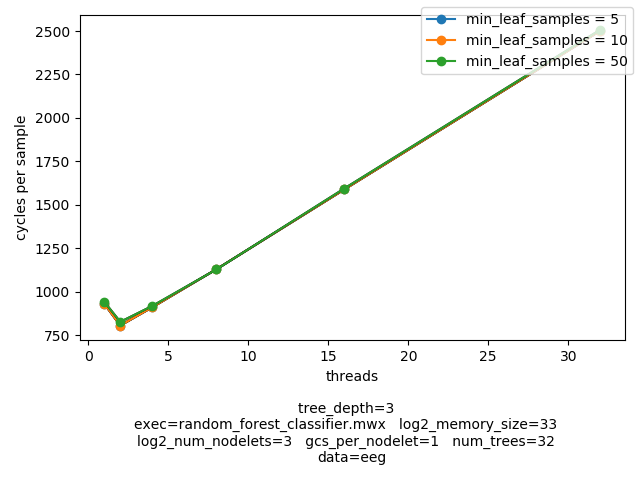 min_leaf_samples = 5
min_leaf_samples = 10
min_leaf_samples = 50
2500
2250
2000
1750
1500
1250
1000
750
cycles per sample
0 5 10 15 20 25 30
threads
tree_depth=3
exec=random_forest_classifier.mwx log2_memory_size=33
log2_num_nodelets=3 gcs_per_nodelet=1 num_trees=32
data=eeg